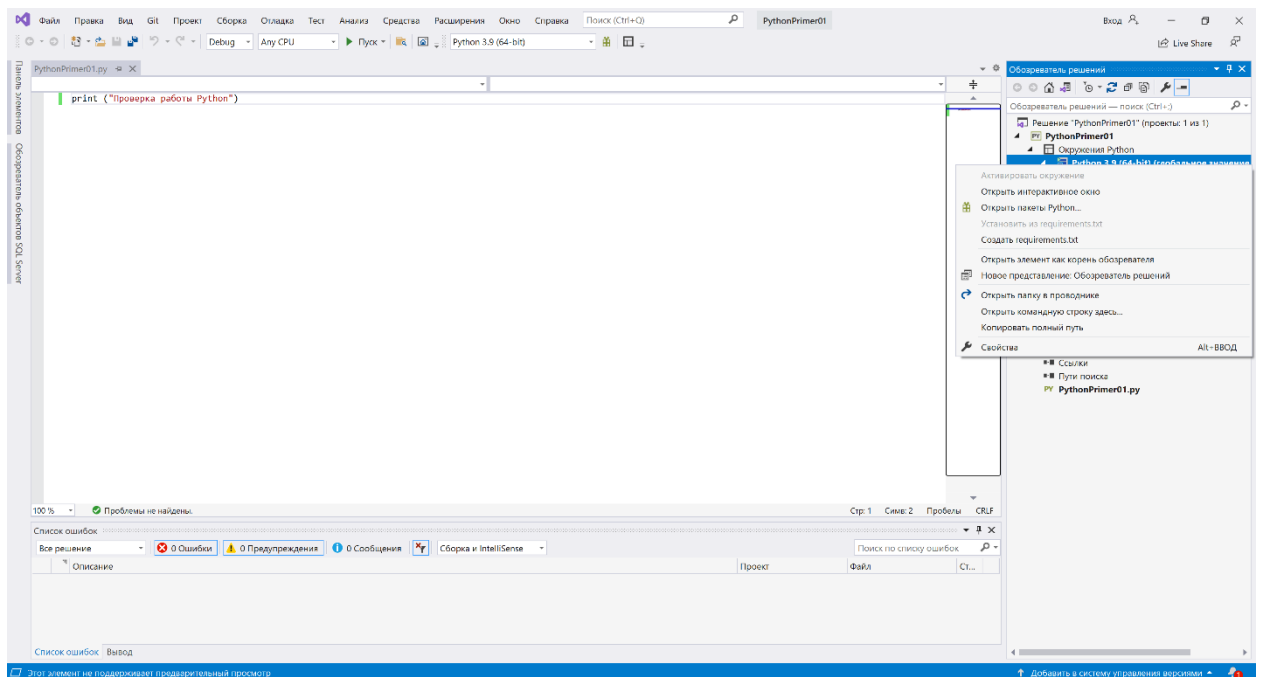 Файл Правка Вид Git Проект Сборка Отладка Тест Анализ Средства Расширения Окно Справка Поиск (Ctrl+Q) PythonPrimer01 Вход
Debug Any CPU Пуск Python 3.9 (64-bit) Live Share
Панель элементов
Обозреватель объектов SQL Server
PythonPrimer01.py
print ("Проверка работы Python")
Обозреватель решений
Обозреватель решений — поиск (Ctrl+;)
Решение "PythonPrimer01" (проекты: 1 из 1)
PythonPrimer01
Окружения Python
Python 3.9 (64-bit) (глобальное значение
Активировать окружение
Открыть интерактивное окно
Открыть пакеты Python...
Установить из requirements.txt
Создать requirements.txt
Открыть элемент как корень обозревателя
Новое представление: Обозреватель решений
Открыть папку в проводнике
Открыть командную строку здесь...
Копировать полный путь
Свойства Alt+ВВОД
Ссылки
Пути поиска
PY PythonPrimer01.py
100 % Проблемы не найдены. Стр: 1 Симв: 2 Пробелы CRLF
Список ошибок
Все решение 0 Ошибки 0 Предупреждения 0 Сообщения Сборка и IntelliSense Поиск по списку ошибок
Описание Проект Файл Ст...
Список ошибок Вывод
Этот элемент не поддерживает предварительный просмотр Добавить в систему управления версиями 1